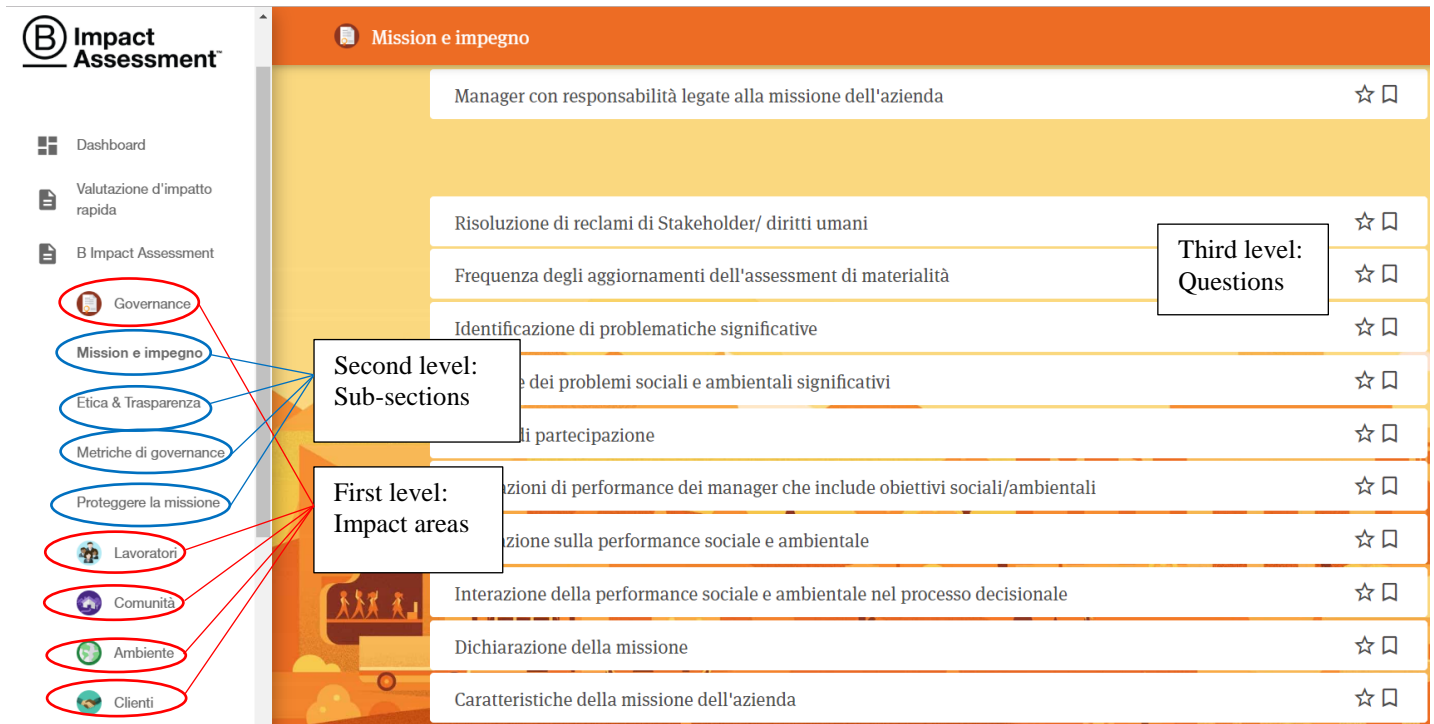 B Impact
Assessment™
Dashboard
Valutazione d'impatto
rapida
B Impact Assessment
Governance
Mission e impegno
Etica & Trasparenza
Metriche di governance
Proteggere la missione
Lavoratori
Comunità
Ambiente
Clienti
Mission e impegno
Manager con responsabilità legate alla missione dell'azienda
Risoluzione di reclami di Stakeholder/ diritti umani
Frequenza degli aggiornamenti dell'assessment di materialità
Identificazione di problematiche significative
dei problemi sociali e ambientali significativi
di partecipazione
azioni di performance dei manager che include obiettivi sociali/ambientali
azione sulla performance sociale e ambientale
Interazione della performance sociale e ambientale nel processo decisionale
Dichiarazione della missione
Caratteristiche della missione dell'azienda
Third level:
Questions
Second level:
Sub-sections
First level:
Impact areas